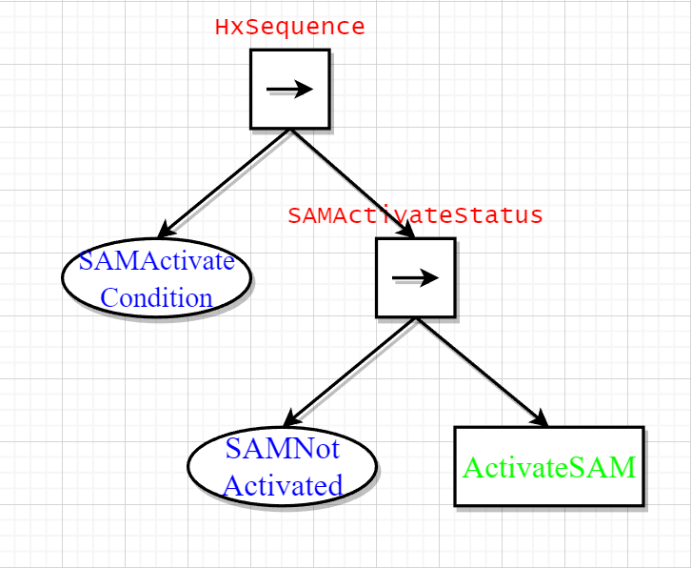 HxSequence
SAMActivateStatus
SAMActivate
Condition
SAMNot
Activated
ActivateSAM